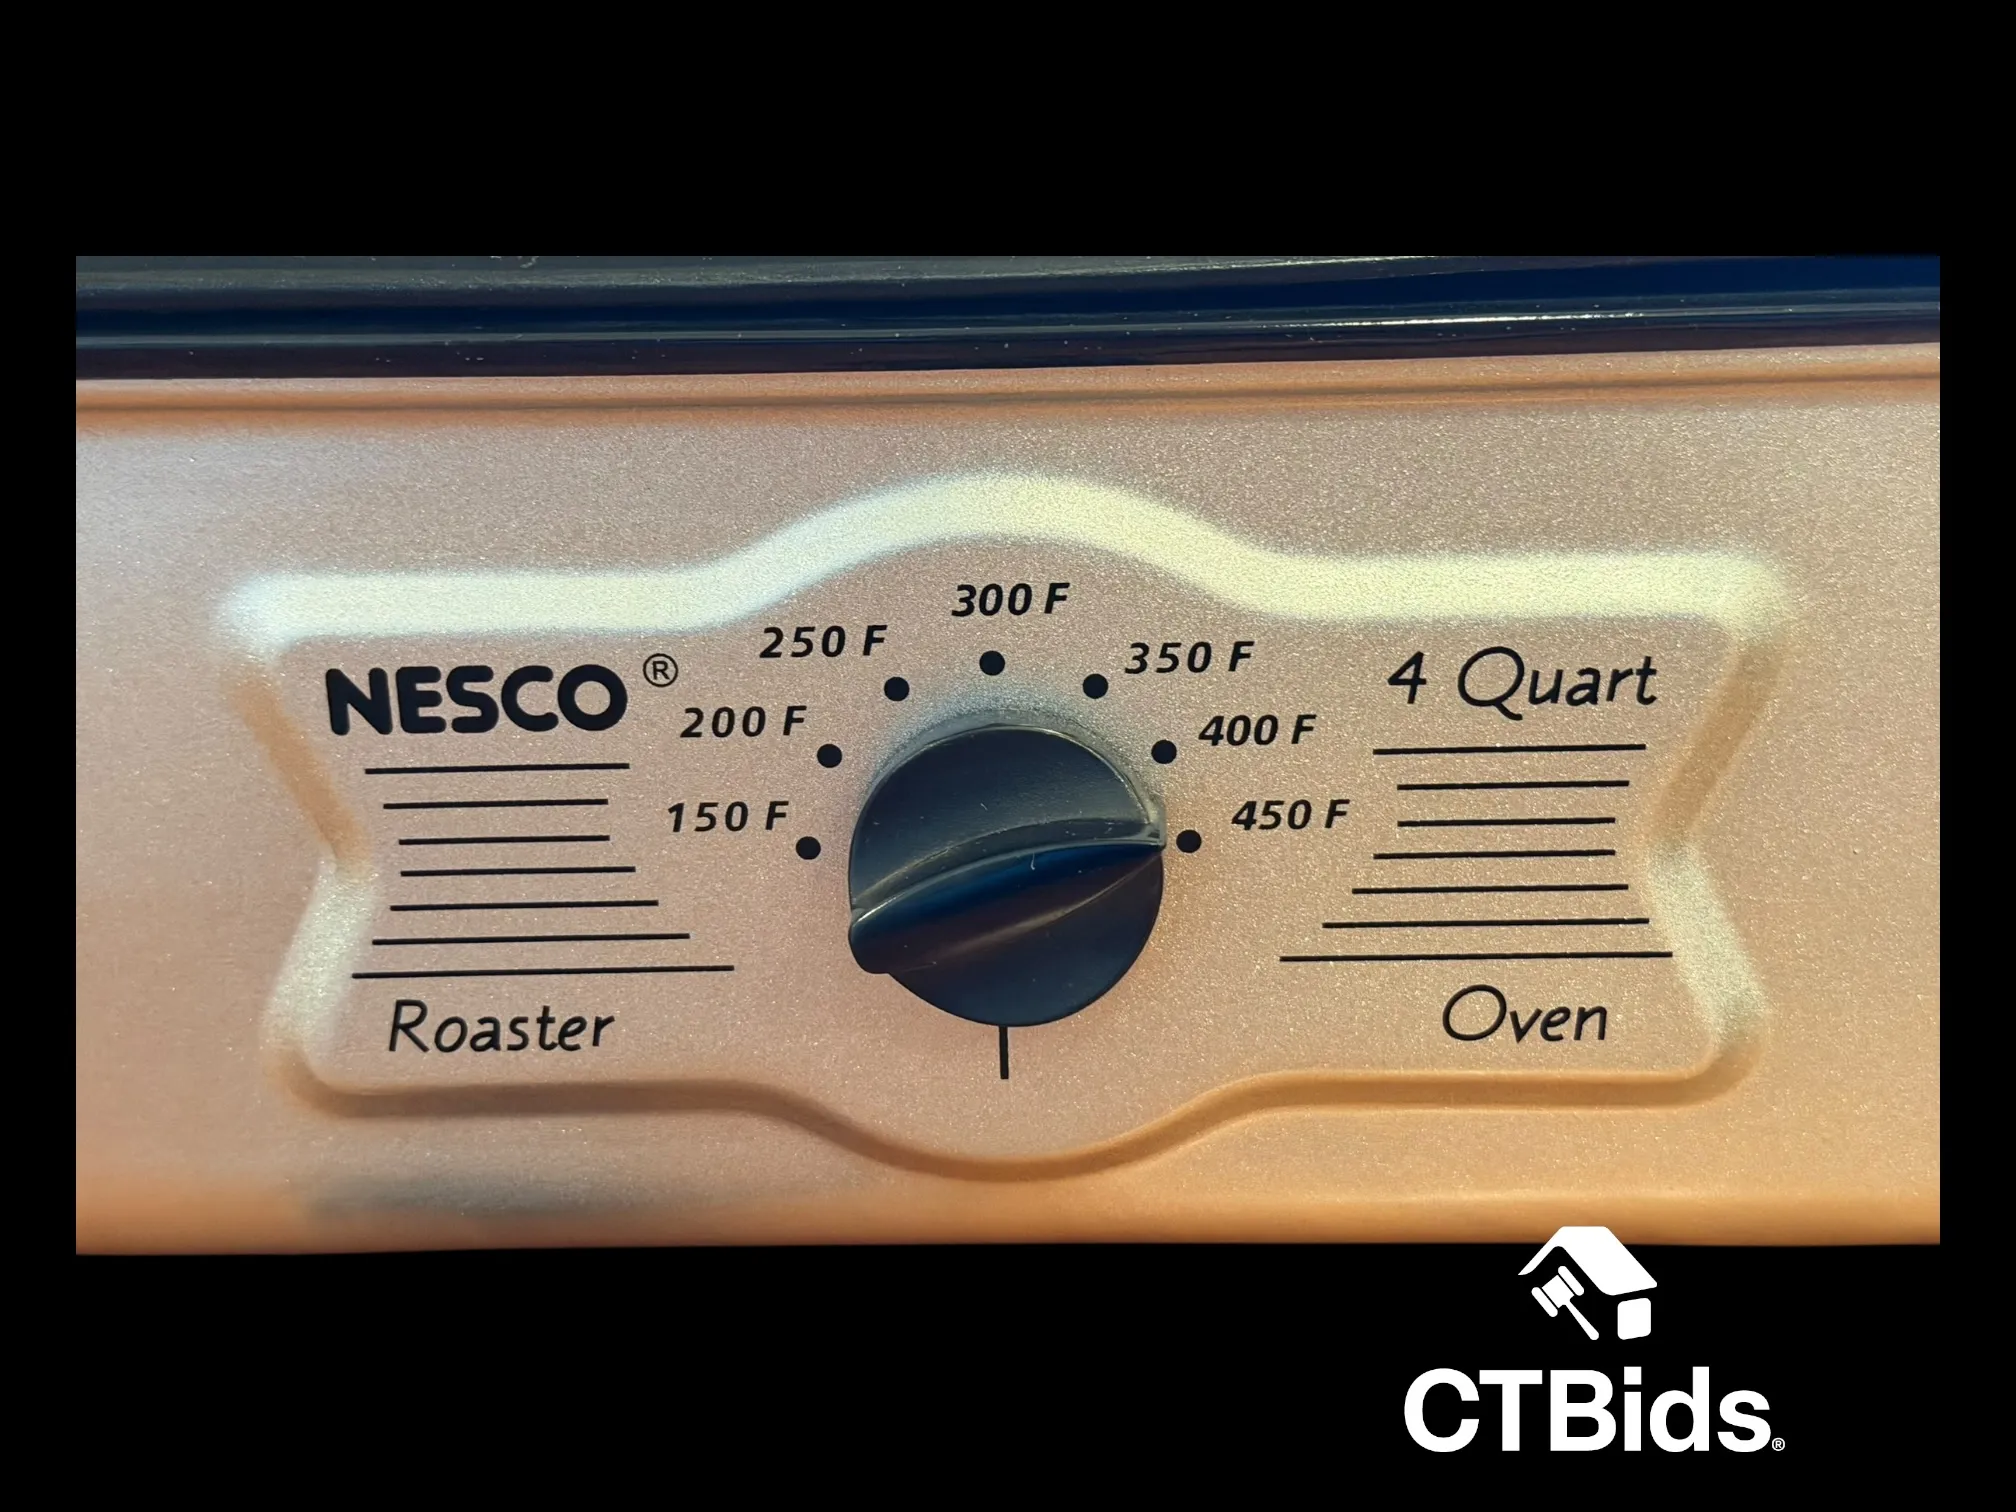 300 F
250 F
350 F
NESCO®
4 Quart
200 F
400 F
150 F
450 F
Roaster
Oven
CTBids®